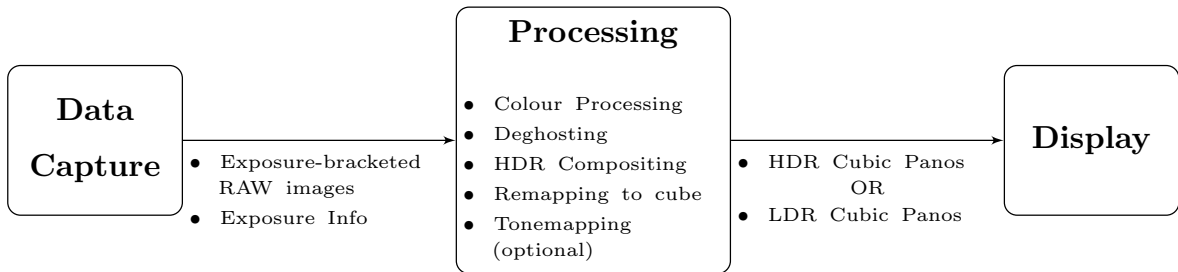 Data
Capture
• Exposure-bracketed
RAW images
• Exposure Info
Processing
• Colour Processing
• Deghosting
• HDR Compositing
• Remapping to cube
• Tonemapping
(optional)
• HDR Cubic Panos
OR
• LDR Cubic Panos
Display